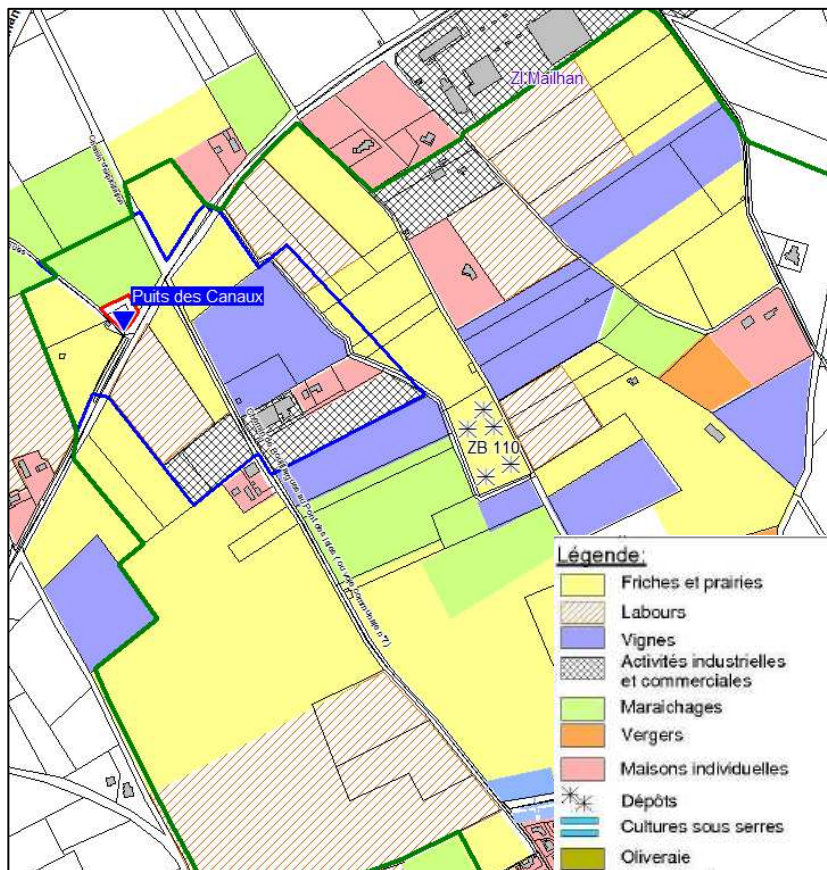 ZI Mailhan
Puits des Canaux
ZB 110
Légende:
Friches et prairies
Labours
Vignes
Activités industrielles
et commerciales
Maraichages
Vergers
Maisons individuelles
Dépôts
Cultures sous serres
Oliveraie